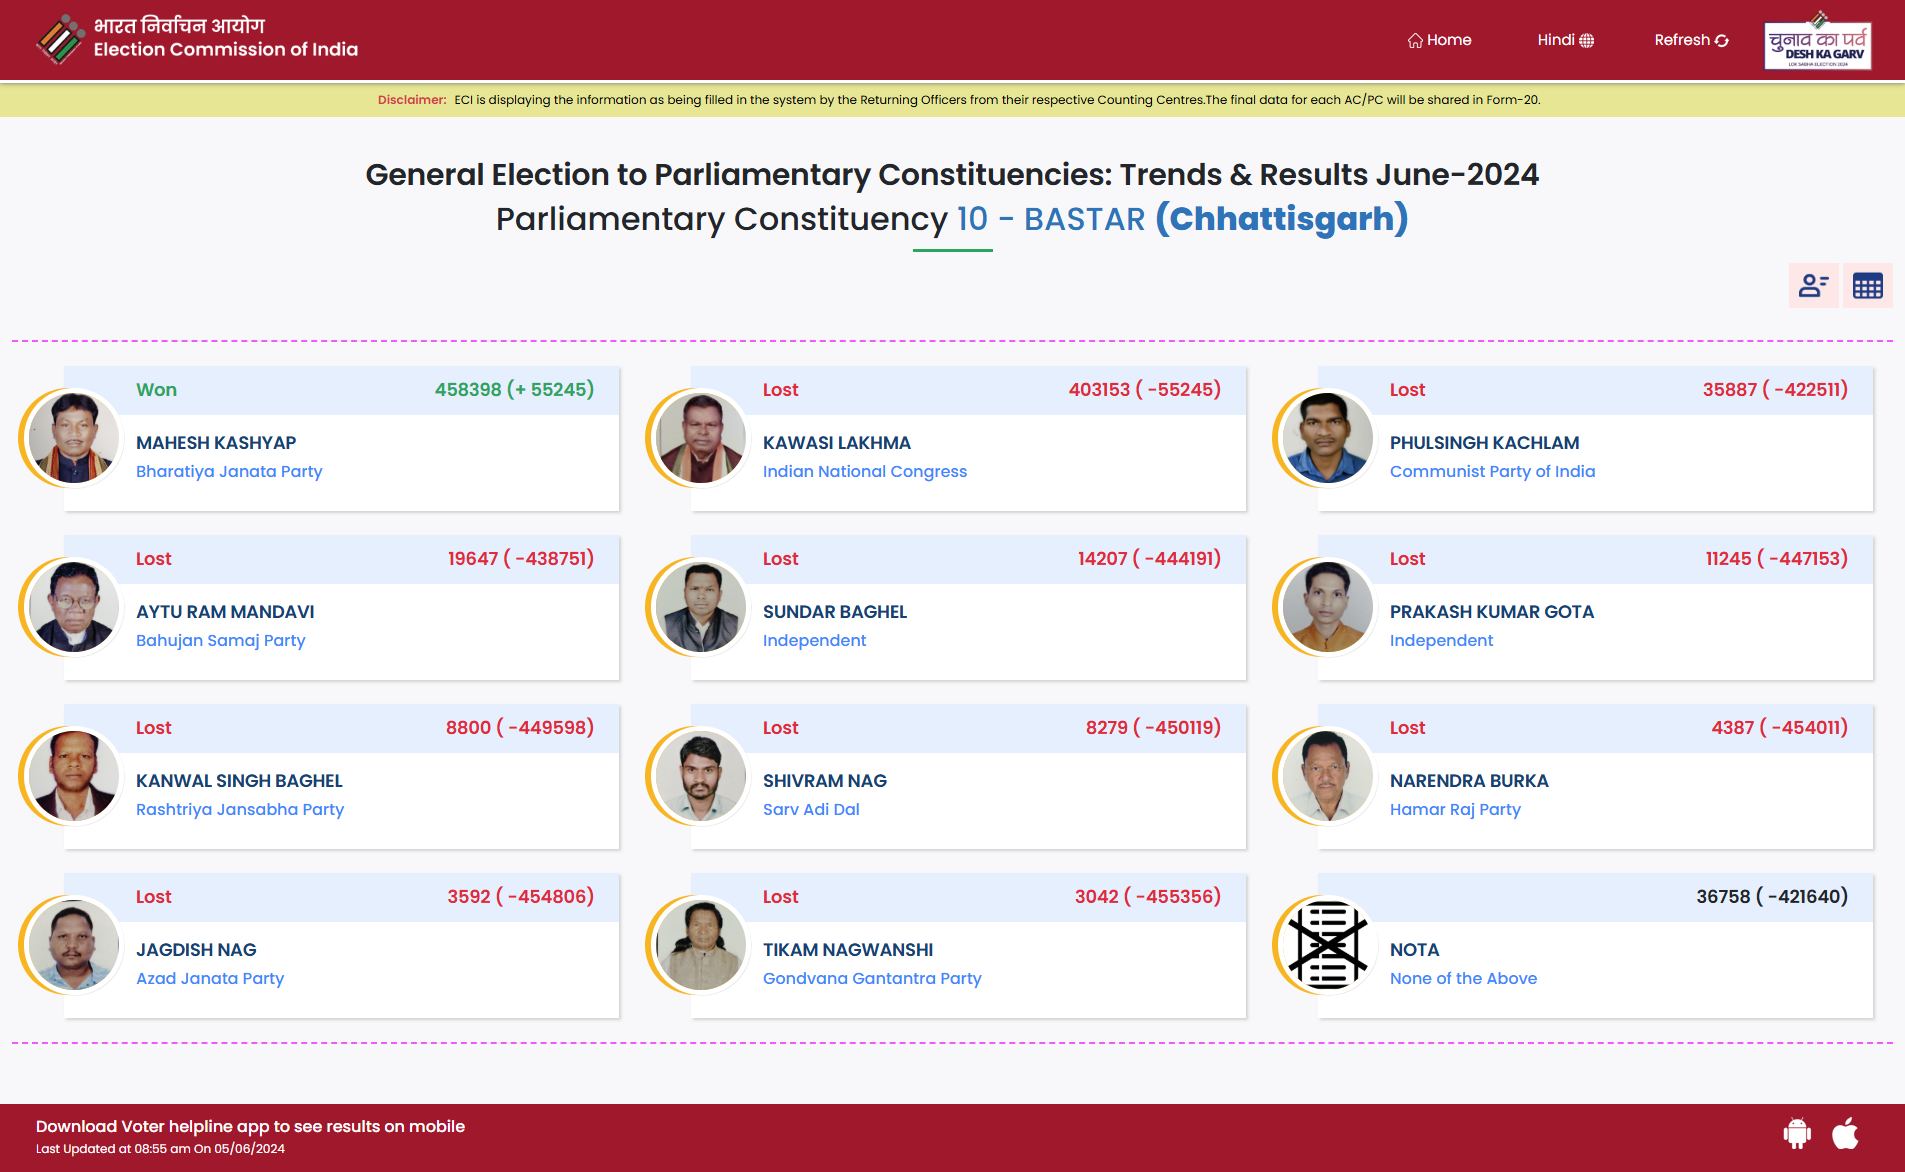 भारत निर्वाचन आयोग
Election Commission of India
Home
Hindi
Refresh
चुनाव का पर्व
DESH KA GARV
LOK SABHA ELECTION 2024
Disclaimer: ECI is displaying the information as being filled in the system by the Returning Officers from their respective Counting Centres.The final data for each AC/PC will be shared in Form-20.
General Election to Parliamentary Constituencies: Trends & Results June-2024
Parliamentary Constituency 10 - BASTAR (Chhattisgarh)
Won 458398 (+ 55245)
MAHESH KASHYAP
Bharatiya Janata Party
Lost 403153 ( -55245)
KAWASI LAKHMA
Indian National Congress
Lost 35887 ( -422511)
PHULSINGH KACHLAM
Communist Party of India
Lost 19647 ( -438751)
AYTU RAM MANDAVI
Bahujan Samaj Party
Lost 14207 ( -444191)
SUNDAR BAGHEL
Independent
Lost 11245 ( -447153)
PRAKASH KUMAR GOTA
Independent
Lost 8800 ( -449598)
KANWAL SINGH BAGHEL
Rashtriya Jansabha Party
Lost 8279 ( -450119)
SHIVRAM NAG
Sarv Adi Dal
Lost 4387 ( -454011)
NARENDRA BURKA
Hamar Raj Party
Lost 3592 ( -454806)
JAGDISH NAG
Azad Janata Party
Lost 3042 ( -455356)
TIKAM NAGWANSHI
Gondvana Gantantra Party
36758 ( -421640)
NOTA
None of the Above
Download Voter helpline app to see results on mobile
Last Updated at 08:55 am On 05/06/2024